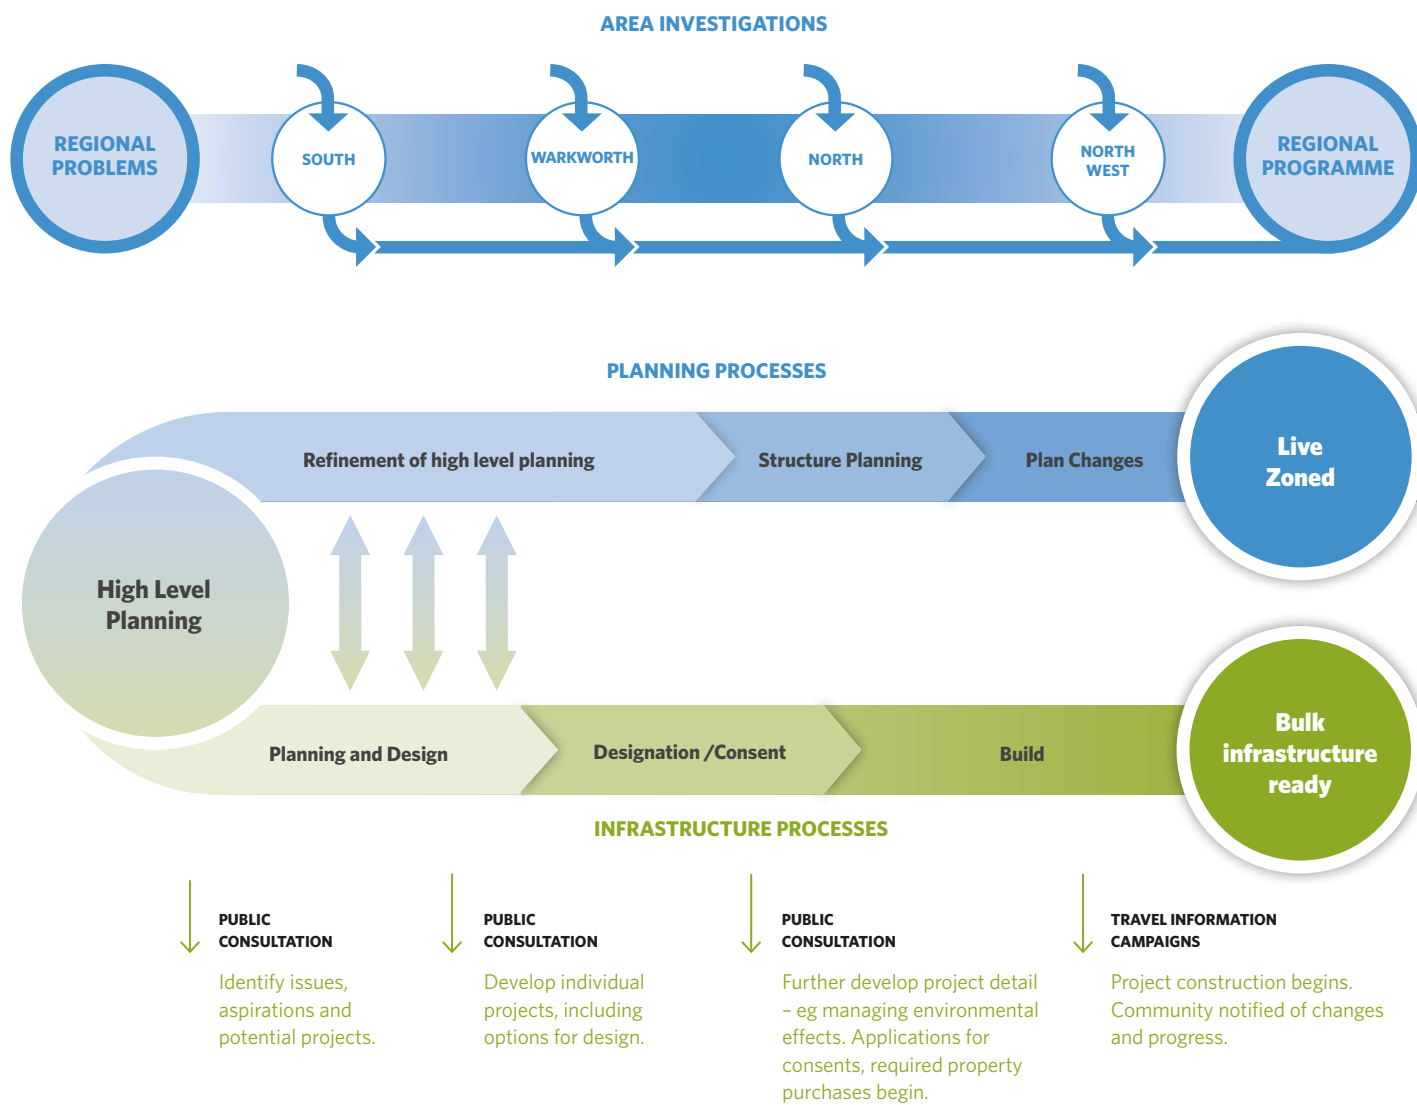 AREA INVESTIGATIONS
REGIONAL
PROBLEMS
SOUTH
WARKWORTH
NORTH
NORTH
WEST
REGIONAL
PROGRAMME
PLANNING PROCESSES
Refinement of high level planning
Structure Planning
Plan Changes
Live
Zoned
High Level
Planning
Planning and Design
Designation /Consent
Build
Bulk
infrastructure
ready
INFRASTRUCTURE PROCESSES
PUBLIC
CONSULTATION
Identify issues,
aspirations and
potential projects.
PUBLIC
CONSULTATION
Develop individual
projects, including
options for design.
PUBLIC
CONSULTATION
Further develop project detail
– eg managing environmental
effects. Applications for
consents, required property
purchases begin.
TRAVEL INFORMATION
CAMPAIGNS
Project construction begins.
Community notified of changes
and progress.